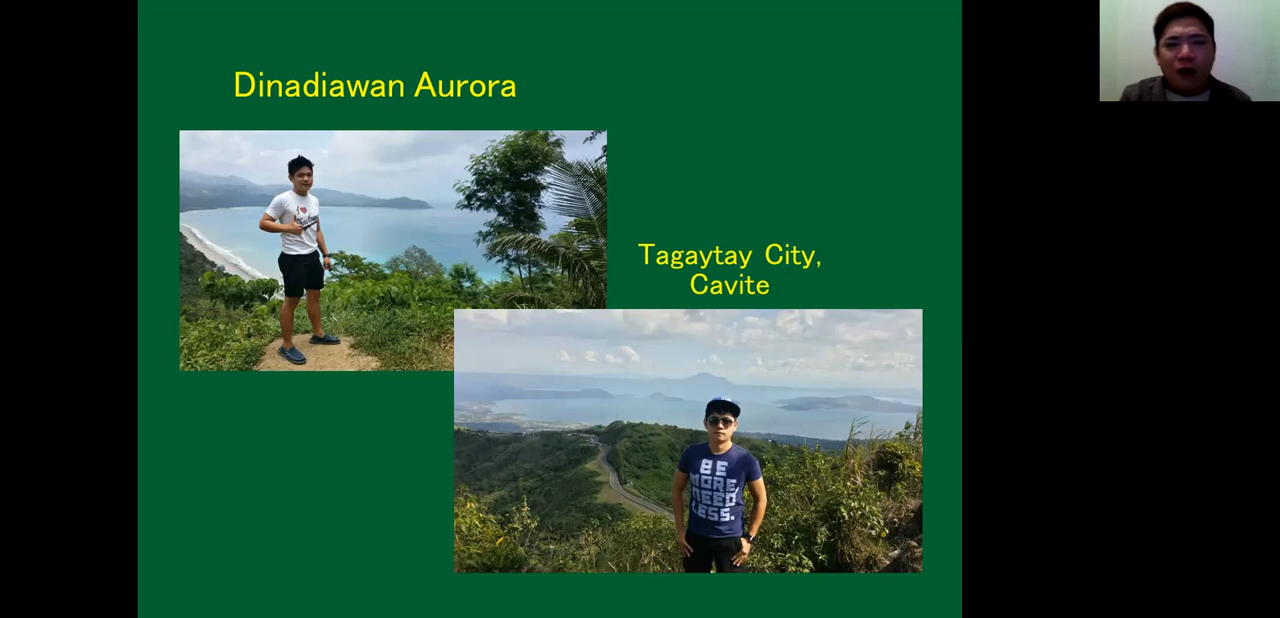 Dinadiawan Aurora
Tagaytay City,
Cavite
BE
MORE,
NEED
LESS.